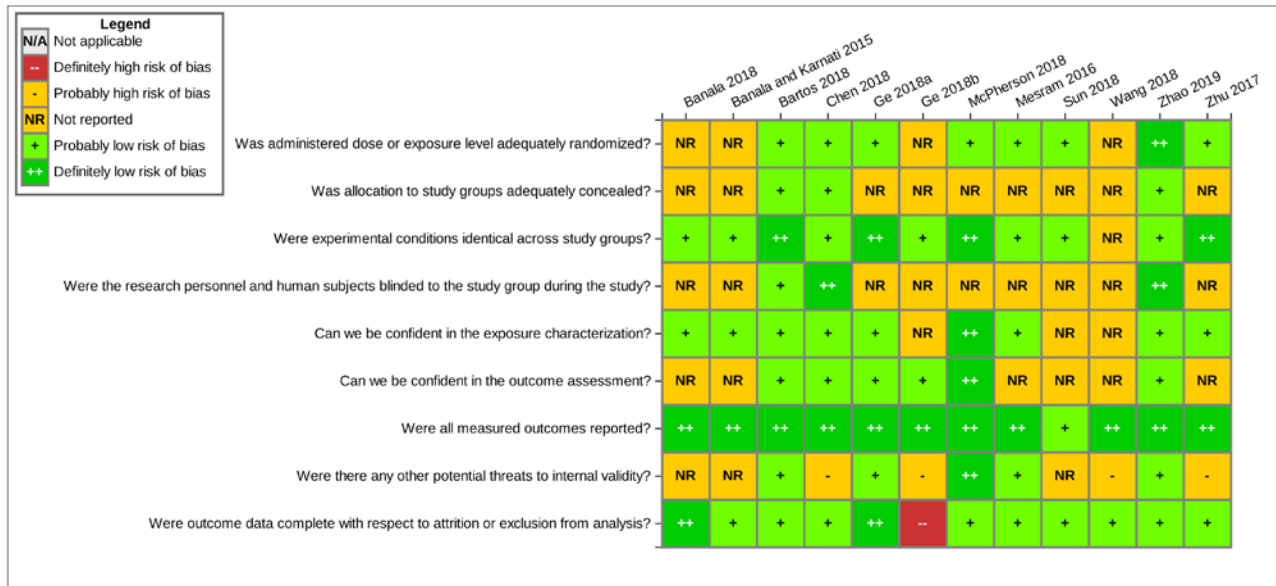 Legend
N/A Not applicable
-- Definitely high risk of bias
- Probably high risk of bias
NR Not reported
+ Probably low risk of bias
++ Definitely low risk of bias
Banala 2018
Banala and Karnati 2015
Bartos 2018
Chen 2018
Ge 2018a
Ge 2018b
McPherson 2018
Mesram 2016
Sun 2018
Wang 2018
Zhao 2019
Zhu 2017
Was administered dose or exposure level adequately randomized? NR NR + + + NR + + + NR ++ +
Was allocation to study groups adequately concealed? NR NR + + NR NR NR NR NR NR + NR
Were experimental conditions identical across study groups? + + ++ + ++ + ++ + + NR + ++
Were the research personnel and human subjects blinded to the study group during the study? NR NR + ++ NR NR NR NR NR NR ++ NR
Can we be confident in the exposure characterization? + + + + + NR ++ + NR NR + +
Can we be confident in the outcome assessment? NR NR + + + + ++ NR NR NR + NR
Were all measured outcomes reported? ++ ++ ++ ++ ++ ++ ++ ++ + ++ ++ ++
Were there any other potential threats to internal validity? NR NR + - + - ++ + NR - + -
Were outcome data complete with respect to attrition or exclusion from analysis? ++ + + + ++ -- + + + + + +